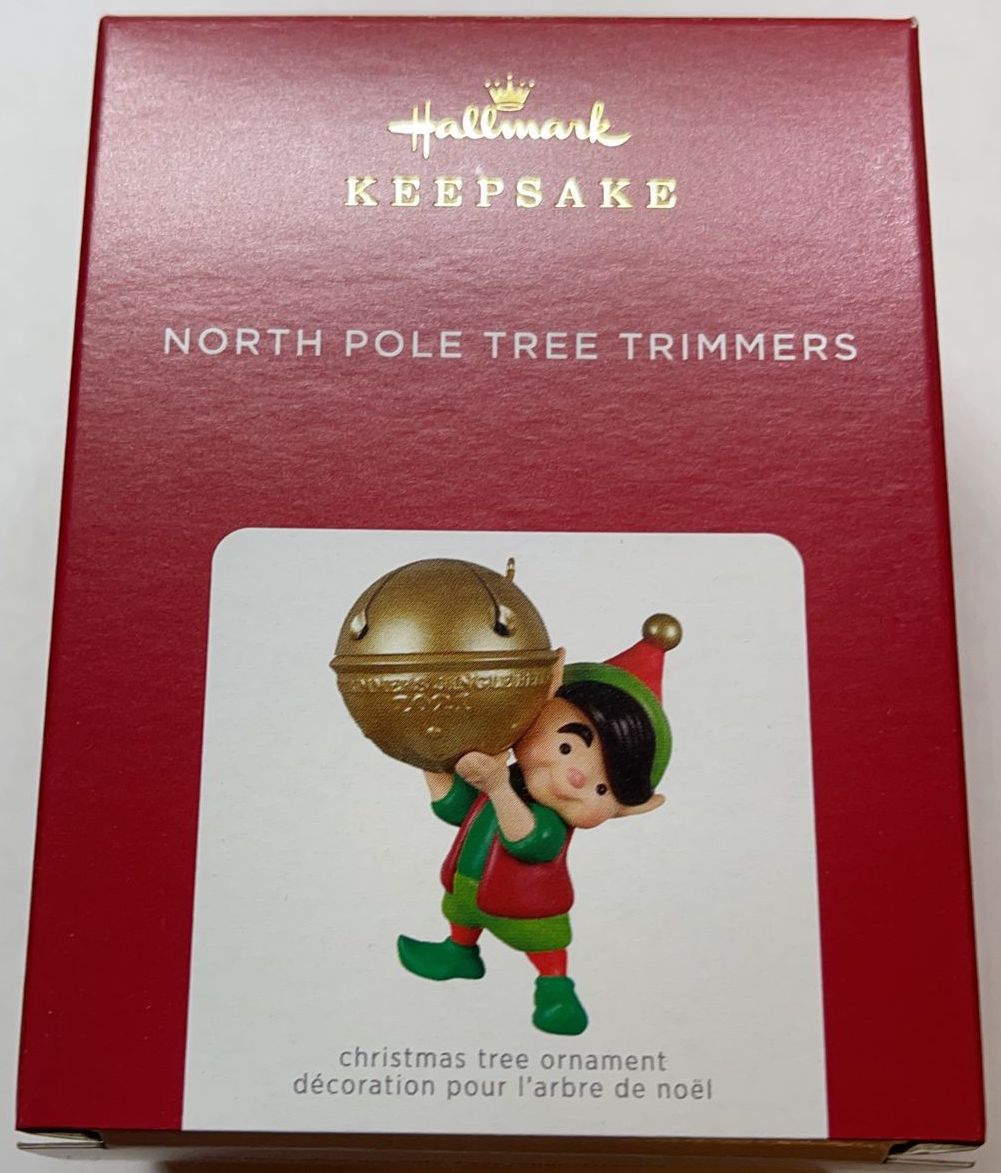 Hallmark
KEEPSAKE
NORTH POLE TREE TRIMMERS
christmas tree ornament
décoration pour l'arbre de noël